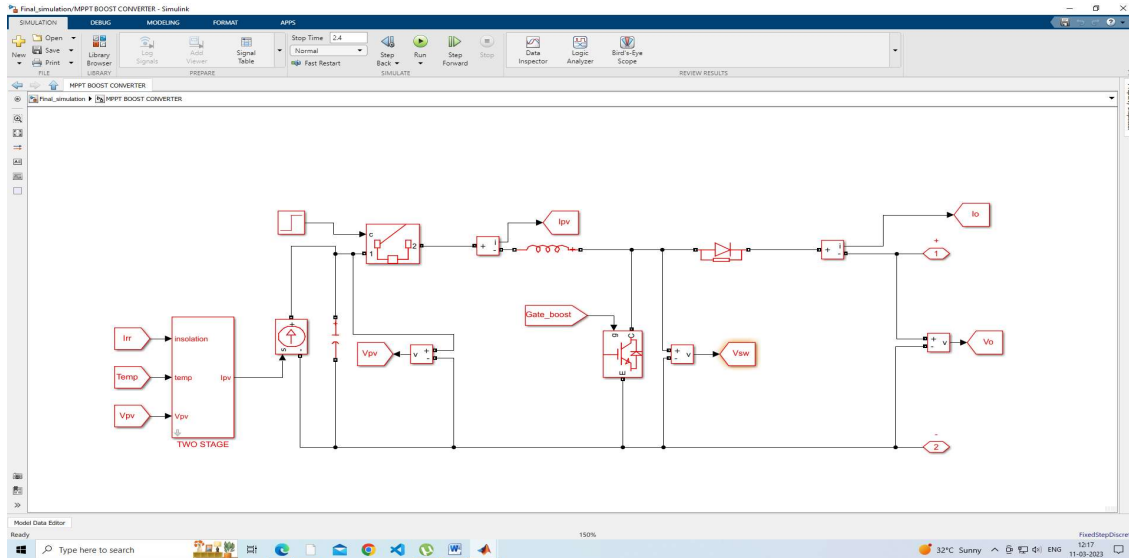 Final_simulation/MPPT BOOST CONVERTER - Simulink
SIMULATION DEBUG MODELING FORMAT APPS
New
Open
Save
Print
FILE
Library
Browser
LIBRARY
Log
Signals
Add
Viewer
Signal
Table
PREPARE
Stop Time 2.4
Normal
Fast Restart
Step
Back
Run
Step
Forward
Stop
SIMULATE
Data
Inspector
Logic
Analyzer
Bird's-Eye
Scope
REVIEW RESULTS
MPPT BOOST CONVERTER
Final_simulation MPPT BOOST CONVERTER
Io
Ipv
c
1
2
+ i
-
+ i
-
+
1
Gate_boost
g
C
E
Irr
Temp
Vpv
insolation
temp
Vpv
Ipv
TWO STAGE
s
+
-
Vpv
v +
-
+
- v
Vsw
+
- v
Vo
-
2
Model Data Editor
Ready
150%
FixedStepDiscre
Type here to search
32°C Sunny
ENG
12:17
11-03-2023